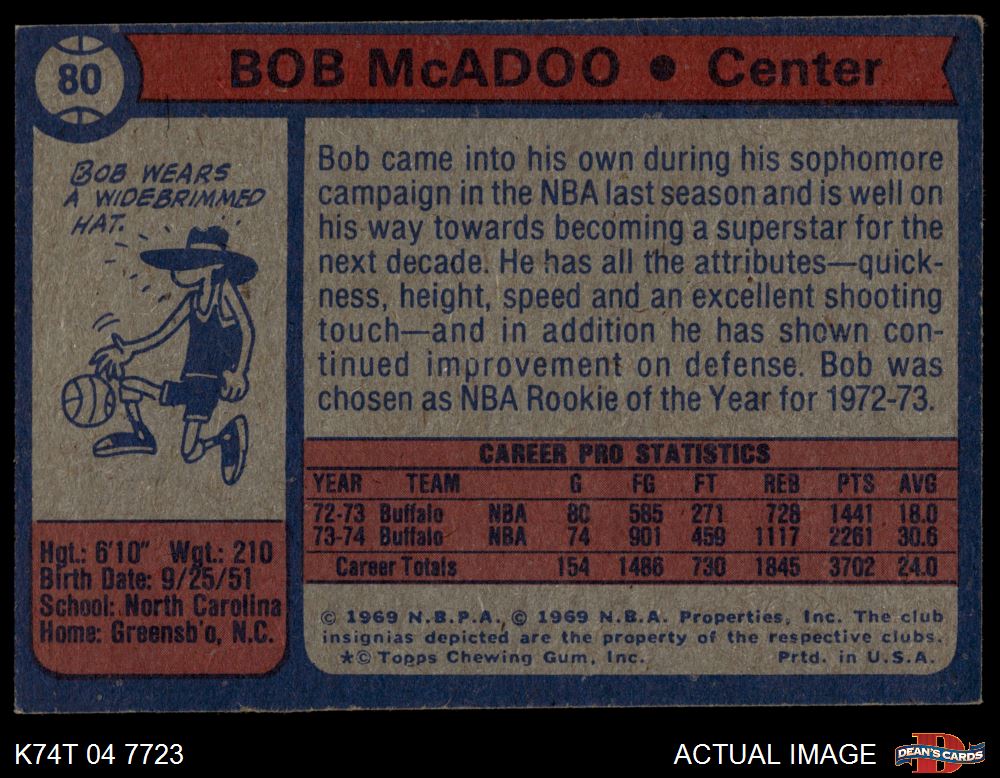 80
BOB McADOO • Center
BOB WEARS
A WIDEBRIMMED
HAT.
Hgt.: 6'10" Wgt.: 210
Birth Date: 9/25/51
School: North Carolina
Home: Greensb'o, N.C.
Bob came into his own during his sophomore
campaign in the NBA last season and is well on
his way towards becoming a superstar for the
next decade. He has all the attributes—quick-
ness, height, speed and an excellent shooting
touch—and in addition he has shown con-
tinued improvement on defense. Bob was
chosen as NBA Rookie of the Year for 1972-73.
CAREER PRO STATISTICS
YEAR TEAM G FG FT REB PTS AVG
72-73 Buffalo NBA 80 585 271 728 1441 18.0
73-74 Buffalo NBA 74 901 459 1117 2261 30.6
Career Totals 154 1486 730 1845 3702 24.0
© 1969 N.B.P.A., © 1969 N.B.A. Properties, Inc. The club
insignias depicted are the property of the respective clubs.
*© Topps Chewing Gum, Inc. Prtd. in U.S.A.
K74T 04 7723
ACTUAL IMAGE
DEAN'S CARDS